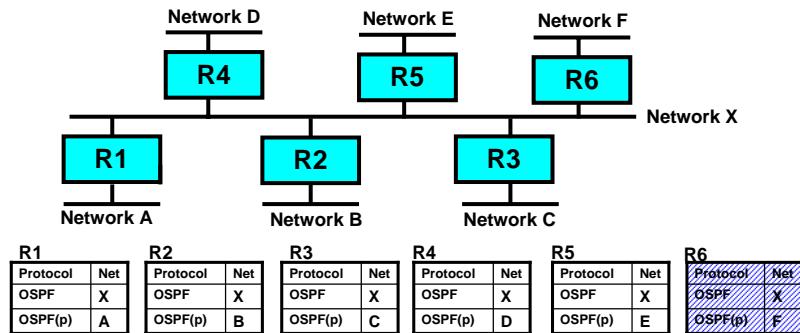 Network D
Network E
Network F
R4
R5
R6
Network X
R1
R2
R3
Network A
Network B
Network C
R1 R2 R3 R4 R5 R6
Protocol Net Protocol Net Protocol Net Protocol Net Protocol Net Protocol Net
OSPF X OSPF X OSPF X OSPF X OSPF X OSPF X
OSPF(p) A OSPF(p) B OSPF(p) C OSPF(p) D OSPF(p) E OSPF(p) F